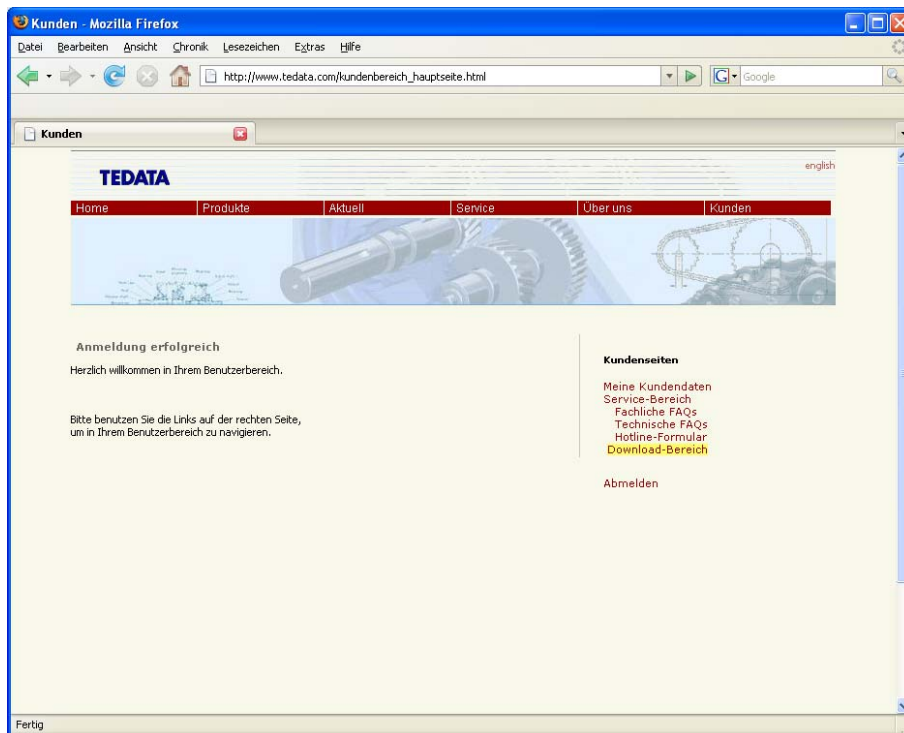 Kunden - Mozilla Firefox
Datei Bearbeiten Ansicht Chronik Lesezeichen Extras Hilfe
http://www.tedata.com/kundenbereich_hauptseite.html
G Google
Kunden
english
TEDATA
Home Produkte Aktuell Service Über uns Kunden
Anmeldung erfolgreich
Herzlich willkommen in Ihrem Benutzerbereich.
Bitte benutzen Sie die Links auf der rechten Seite,
um in Ihrem Benutzerbereich zu navigieren.
Kundenseiten
Meine Kundendaten
Service-Bereich
Fachliche FAQs
Technische FAQs
Hotline-Formular
Download-Bereich
Abmelden
Fertig